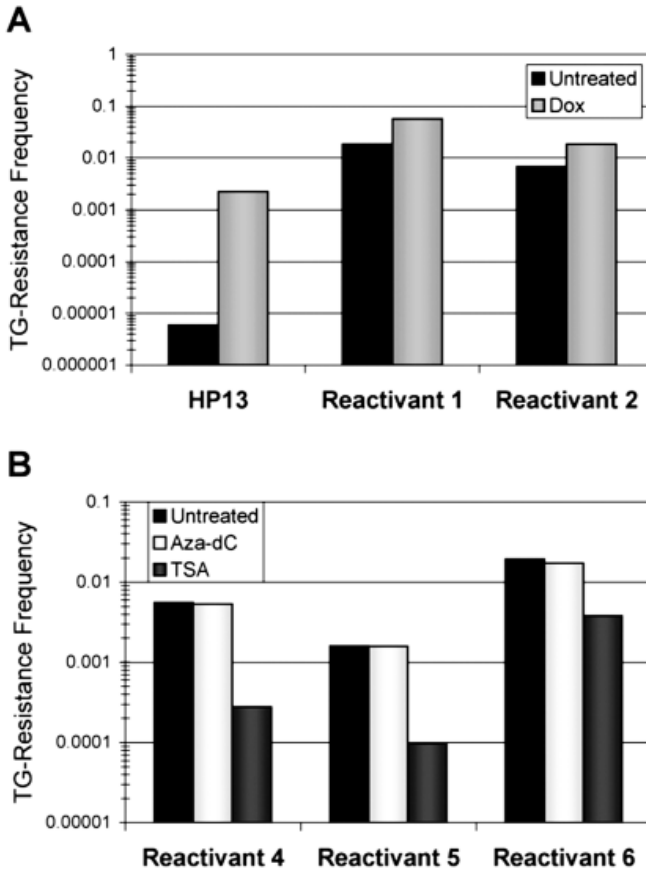 A
TG-Resistance Frequency
1
0.1
0.01
0.001
0.0001
0.00001
0.000001
Untreated
Dox
HP13 Reactivant 1 Reactivant 2
B
TG-Resistance Frequency
0.1
0.01
0.001
0.0001
0.00001
Untreated
Aza-dC
TSA
Reactivant 4 Reactivant 5 Reactivant 6